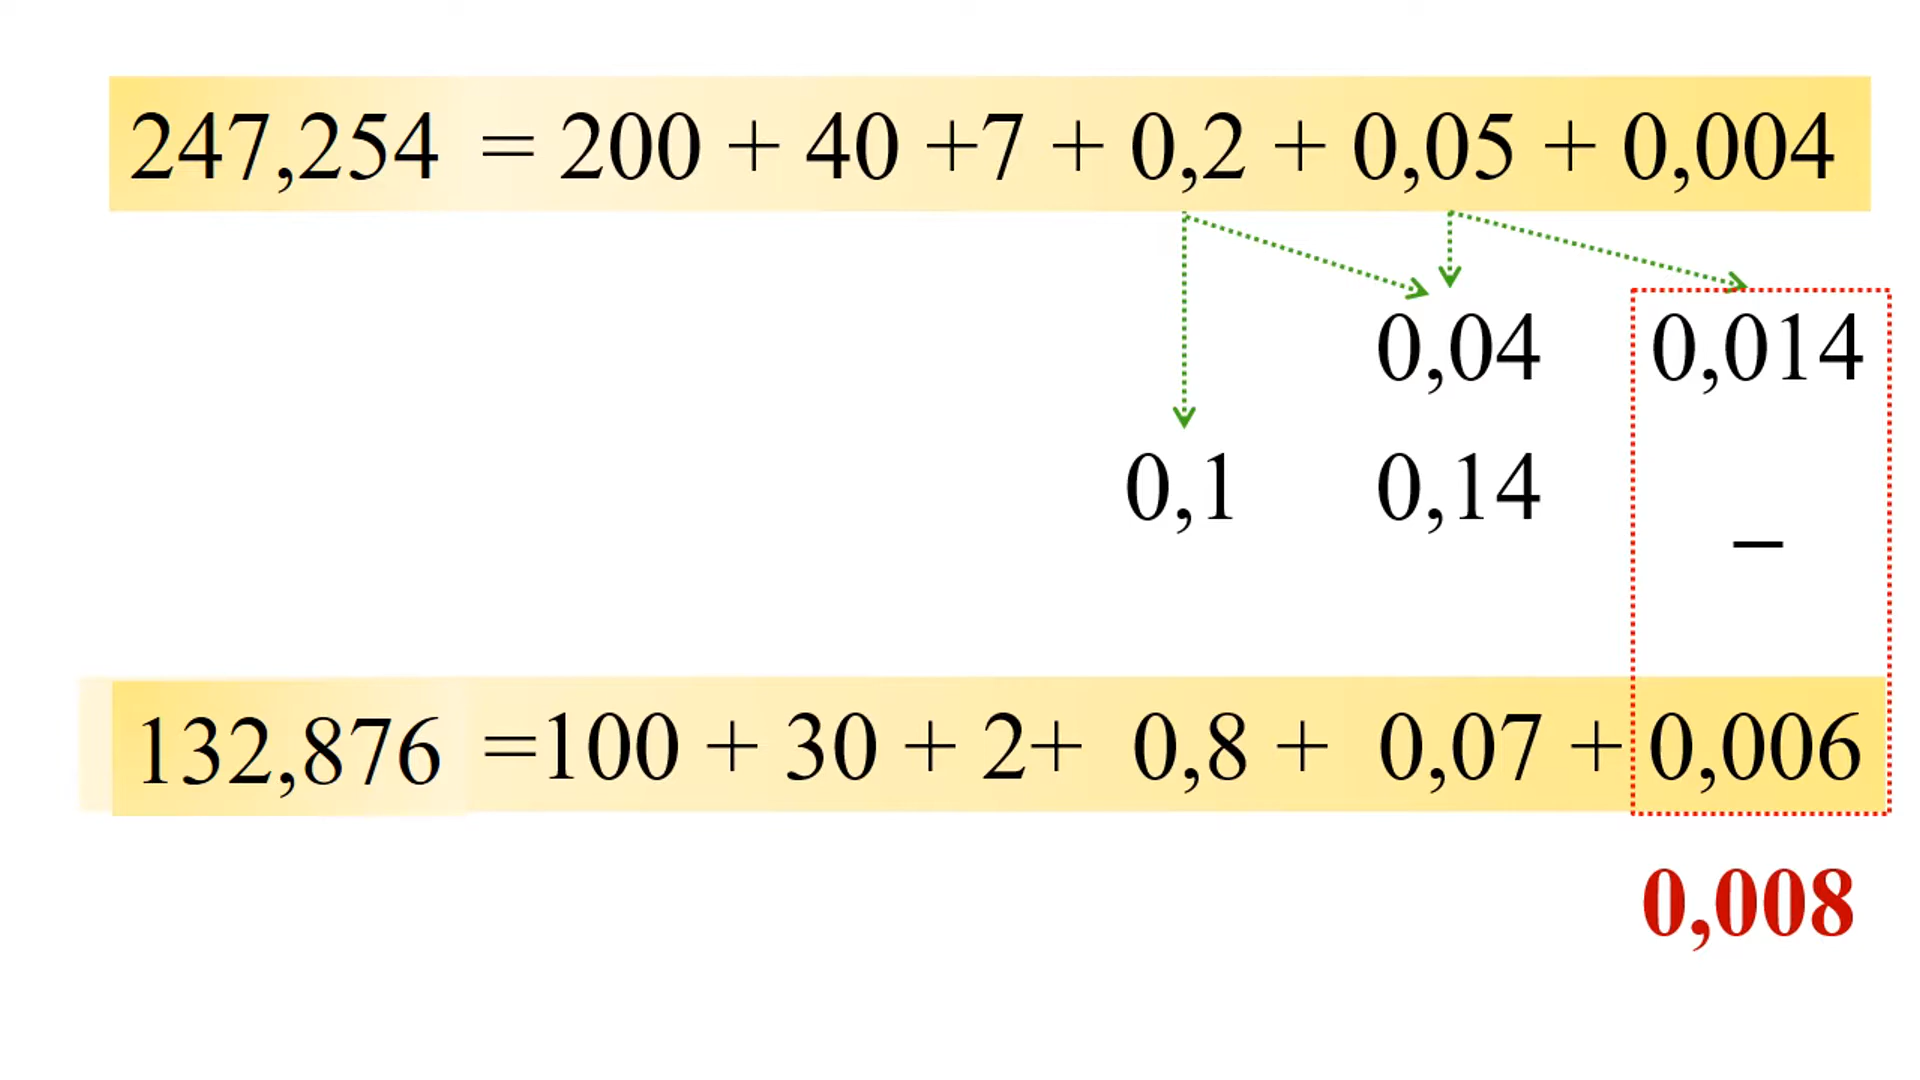 247,254 = 200 + 40 +7 + 0,2 + 0,05 + 0,004
0,04 0,014
0,1 0,14
–
132,876 =100 + 30 + 2+ 0,8 + 0,07 + 0,006
0,008